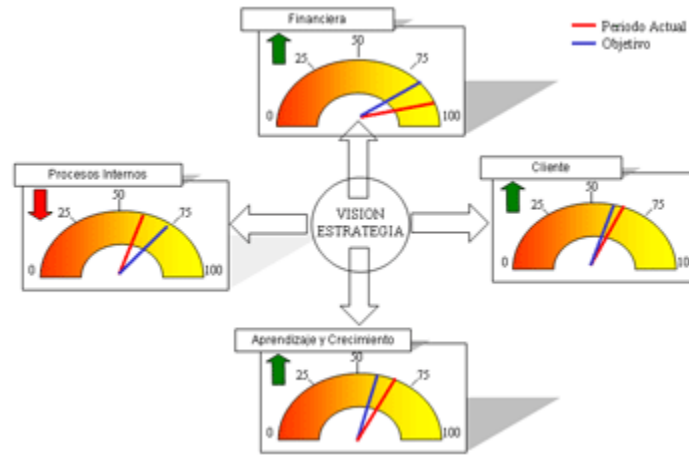 Financiera
Periodo Actual
Objetivo
50
25
75
0
100
Procesos Internos
50
25
75
0
100
VISION
ESTRATEGIA
Cliente
50
25
75
0
100
Aprendizaje y Crecimiento
50
25
75
0
100